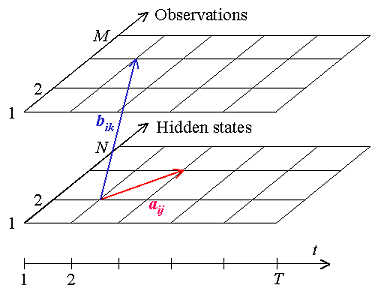 Observations
M
2
1
b_ik
Hidden states
N
2
1
a_ij
t
1 2 T